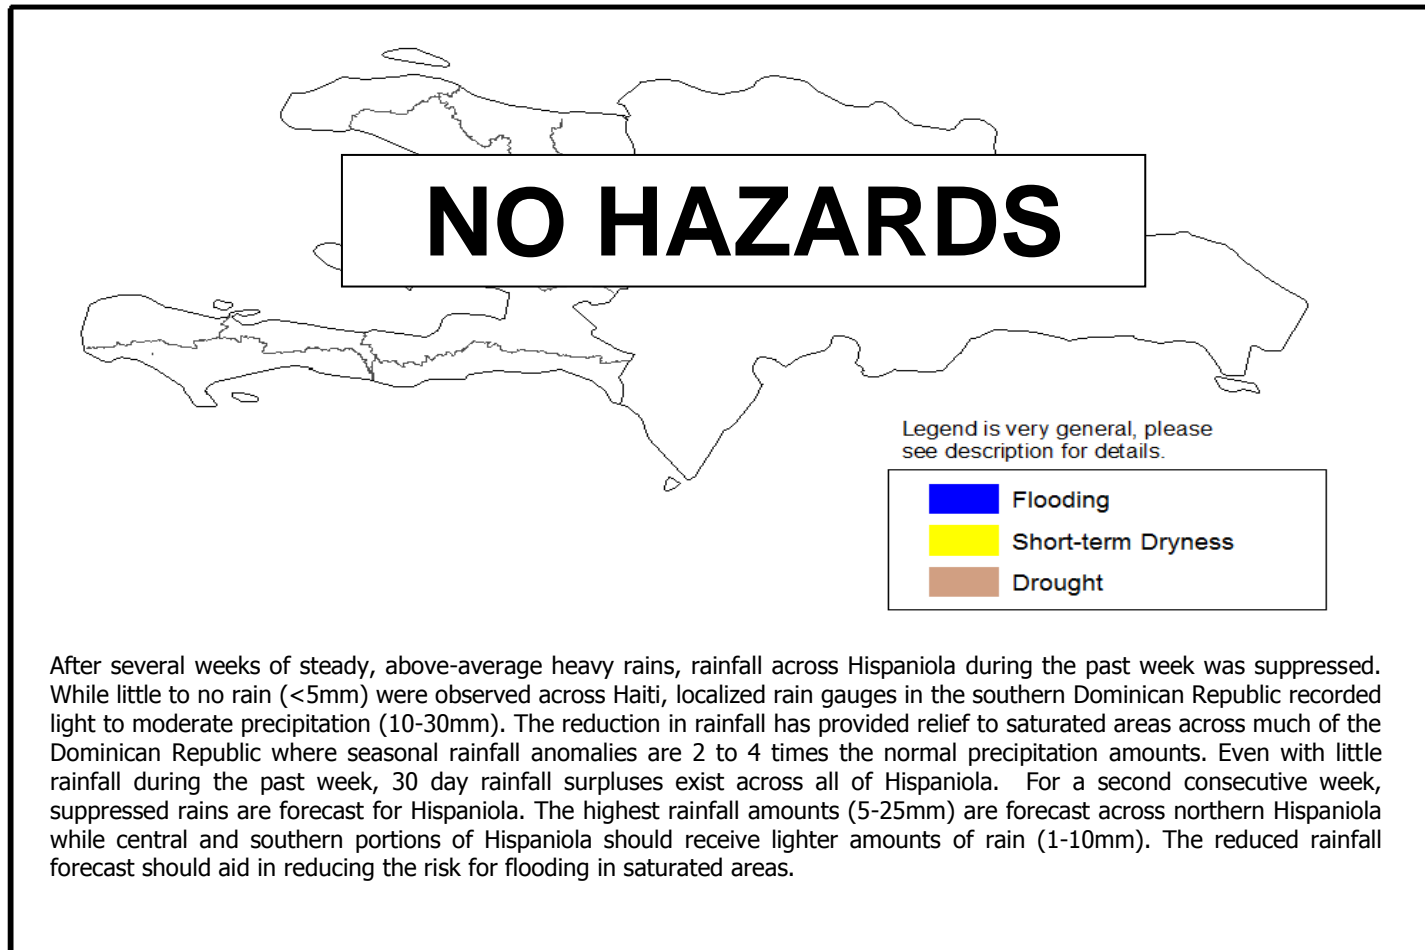 NO HAZARDS
Legend is very general, please
see description for details.
Flooding
Short-term Dryness
Drought
After several weeks of steady, above-average heavy rains, rainfall across Hispaniola during the past week was suppressed.
While little to no rain (<5mm) were observed across Haiti, localized rain gauges in the southern Dominican Republic recorded
light to moderate precipitation (10-30mm). The reduction in rainfall has provided relief to saturated areas across much of the
Dominican Republic where seasonal rainfall anomalies are 2 to 4 times the normal precipitation amounts. Even with little
rainfall during the past week, 30 day rainfall surpluses exist across all of Hispaniola. For a second consecutive week,
suppressed rains are forecast for Hispaniola. The highest rainfall amounts (5-25mm) are forecast across northern Hispaniola
while central and southern portions of Hispaniola should receive lighter amounts of rain (1-10mm). The reduced rainfall
forecast should aid in reducing the risk for flooding in saturated areas.